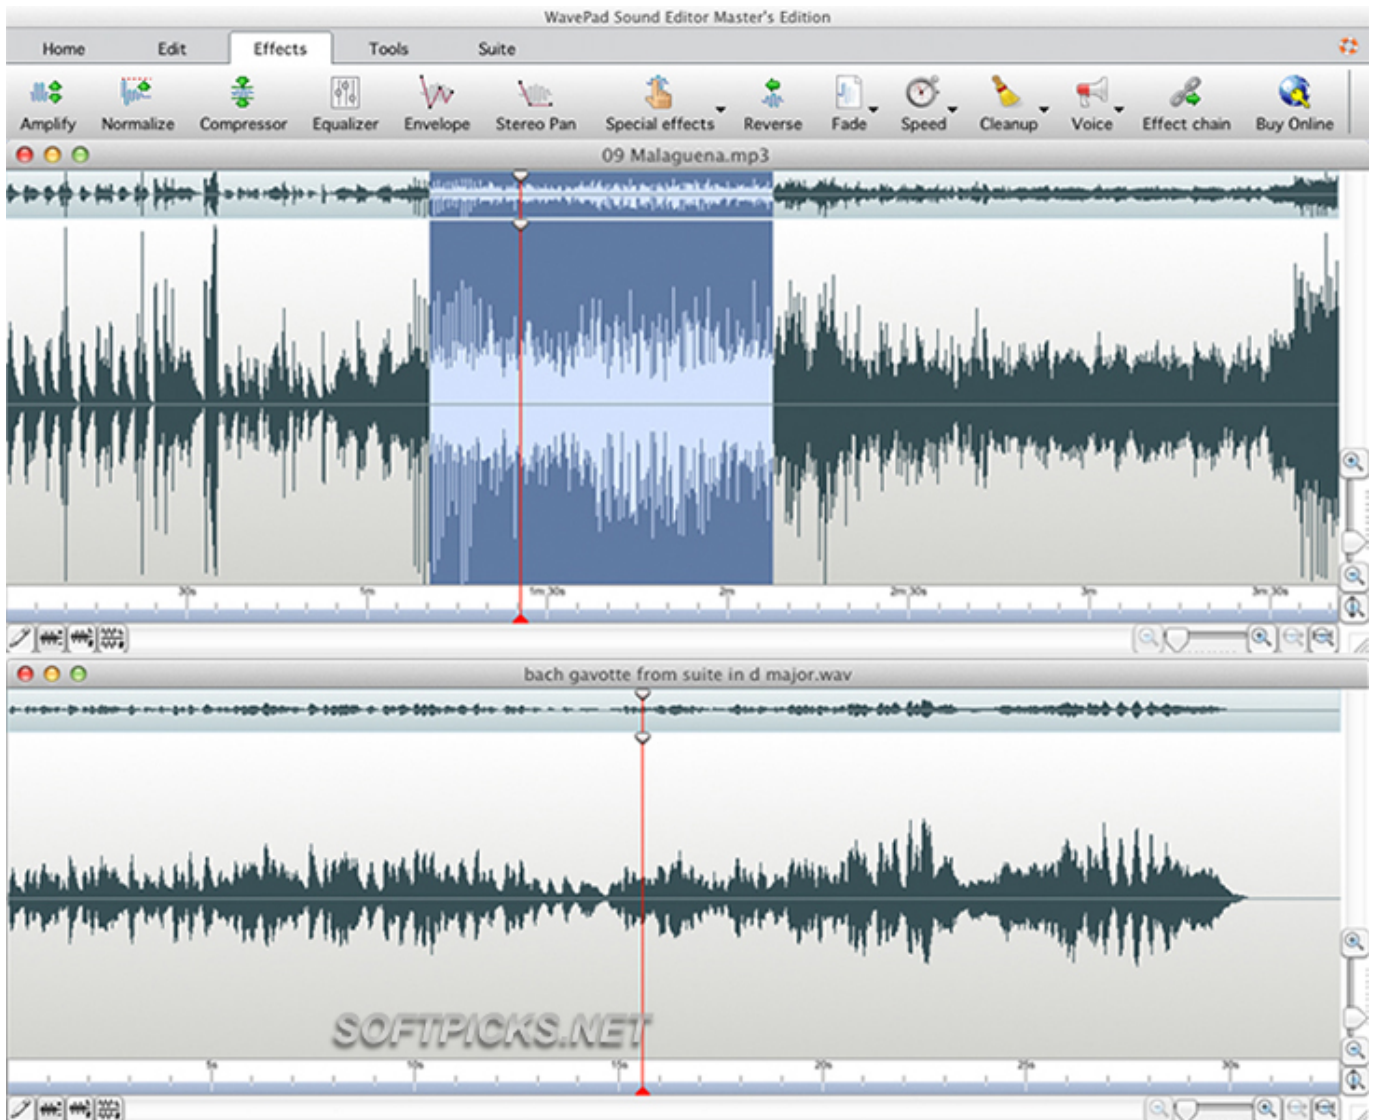 WavePad Sound Editor Master's Edition
Home Edit Effects Tools Suite
Amplify Normalize Compressor Equalizer Envelope Stereo Pan Special effects Reverse Fade Speed Cleanup Voice Effect chain Buy Online
09 Malaguena.mp3
30s 1m 1m 30s 2m 2m 30s 3m 3m 30s
bach gavotte from suite in d major.wav
SOFTPICKS.NET
5s 10s 15s 20s 25s 30s